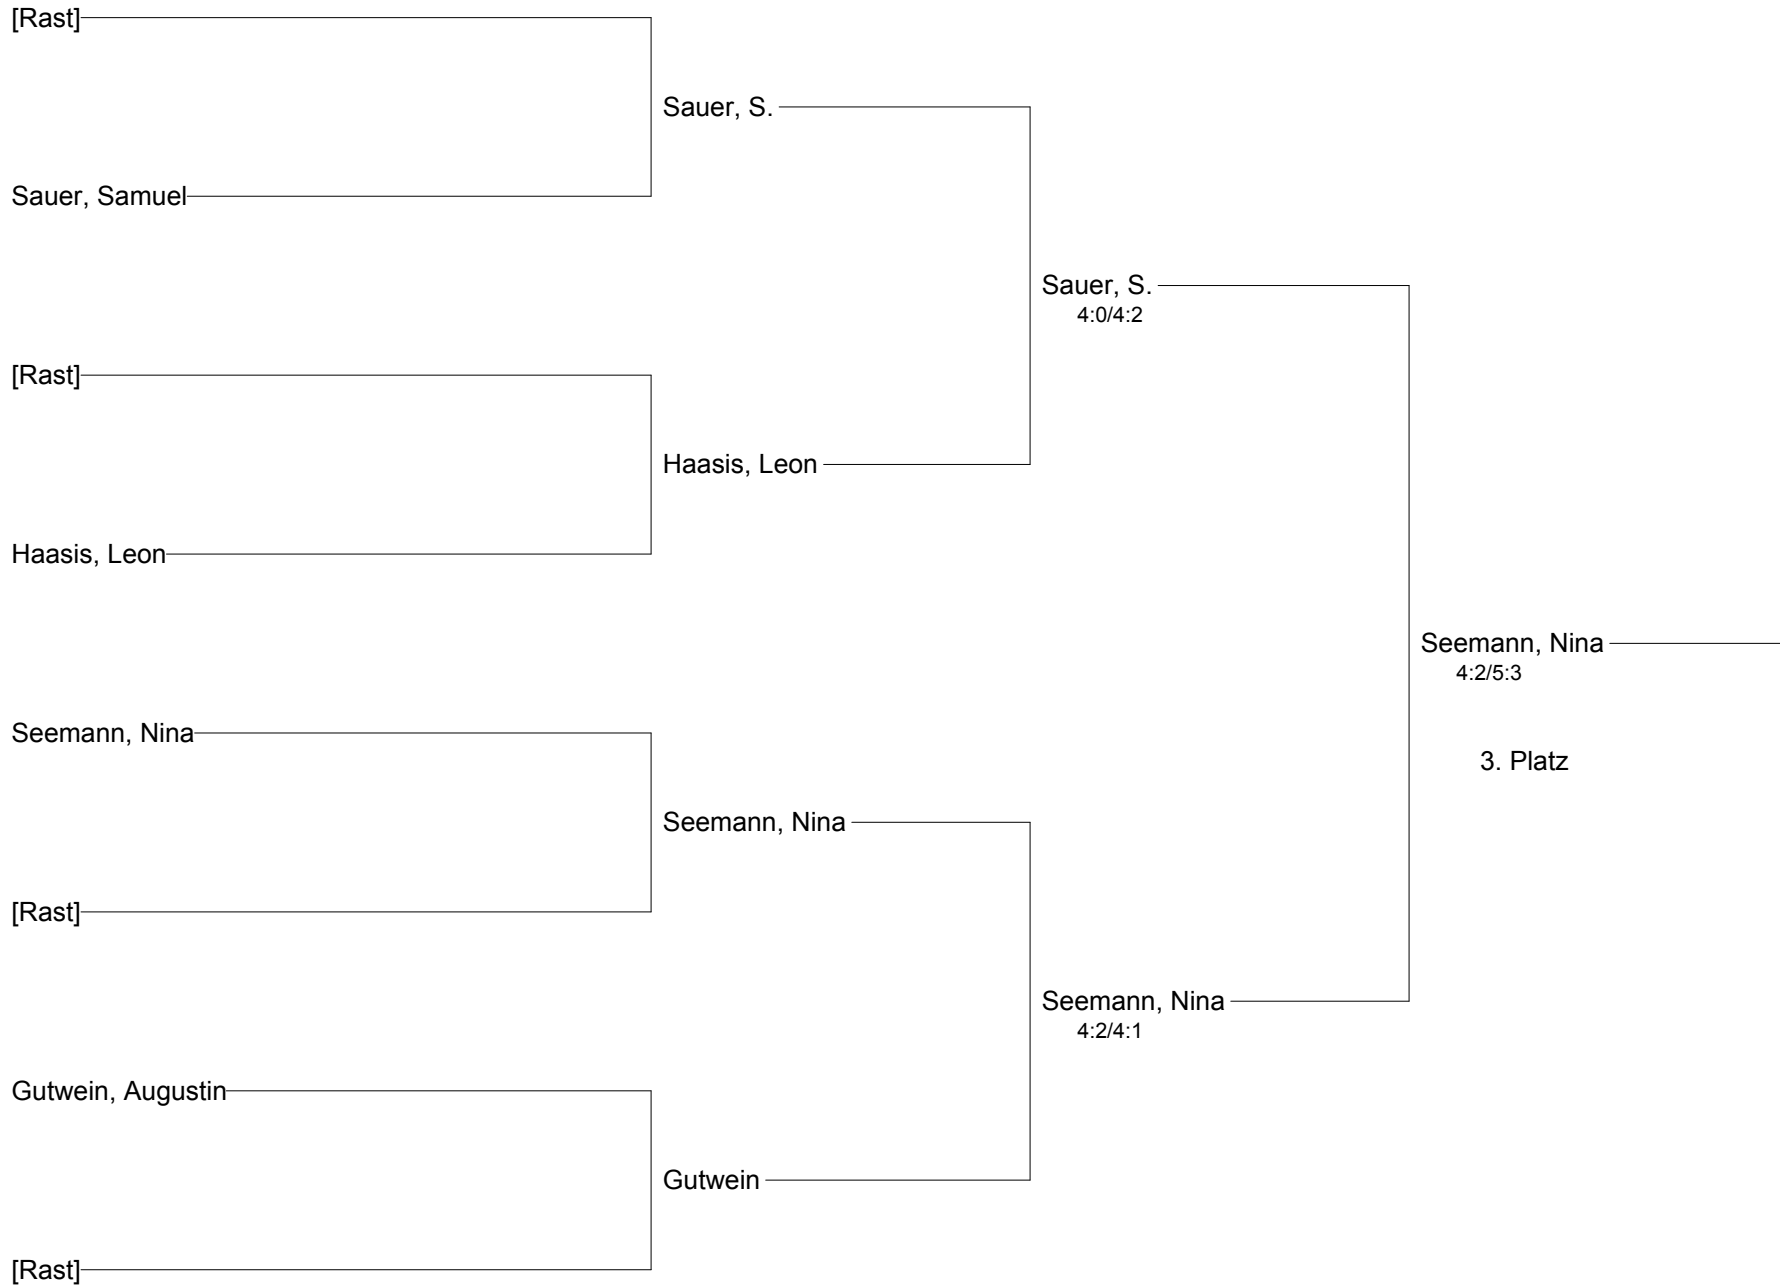 [Rast]
Sauer, S.
Sauer, Samuel
Sauer, S.
4:0/4:2
[Rast]
Haasis, Leon
Haasis, Leon
Seemann, Nina
4:2/5:3
Seemann, Nina
3. Platz
Seemann, Nina
[Rast]
Seemann, Nina
4:2/4:1
Gutwein, Augustin
Gutwein
[Rast]